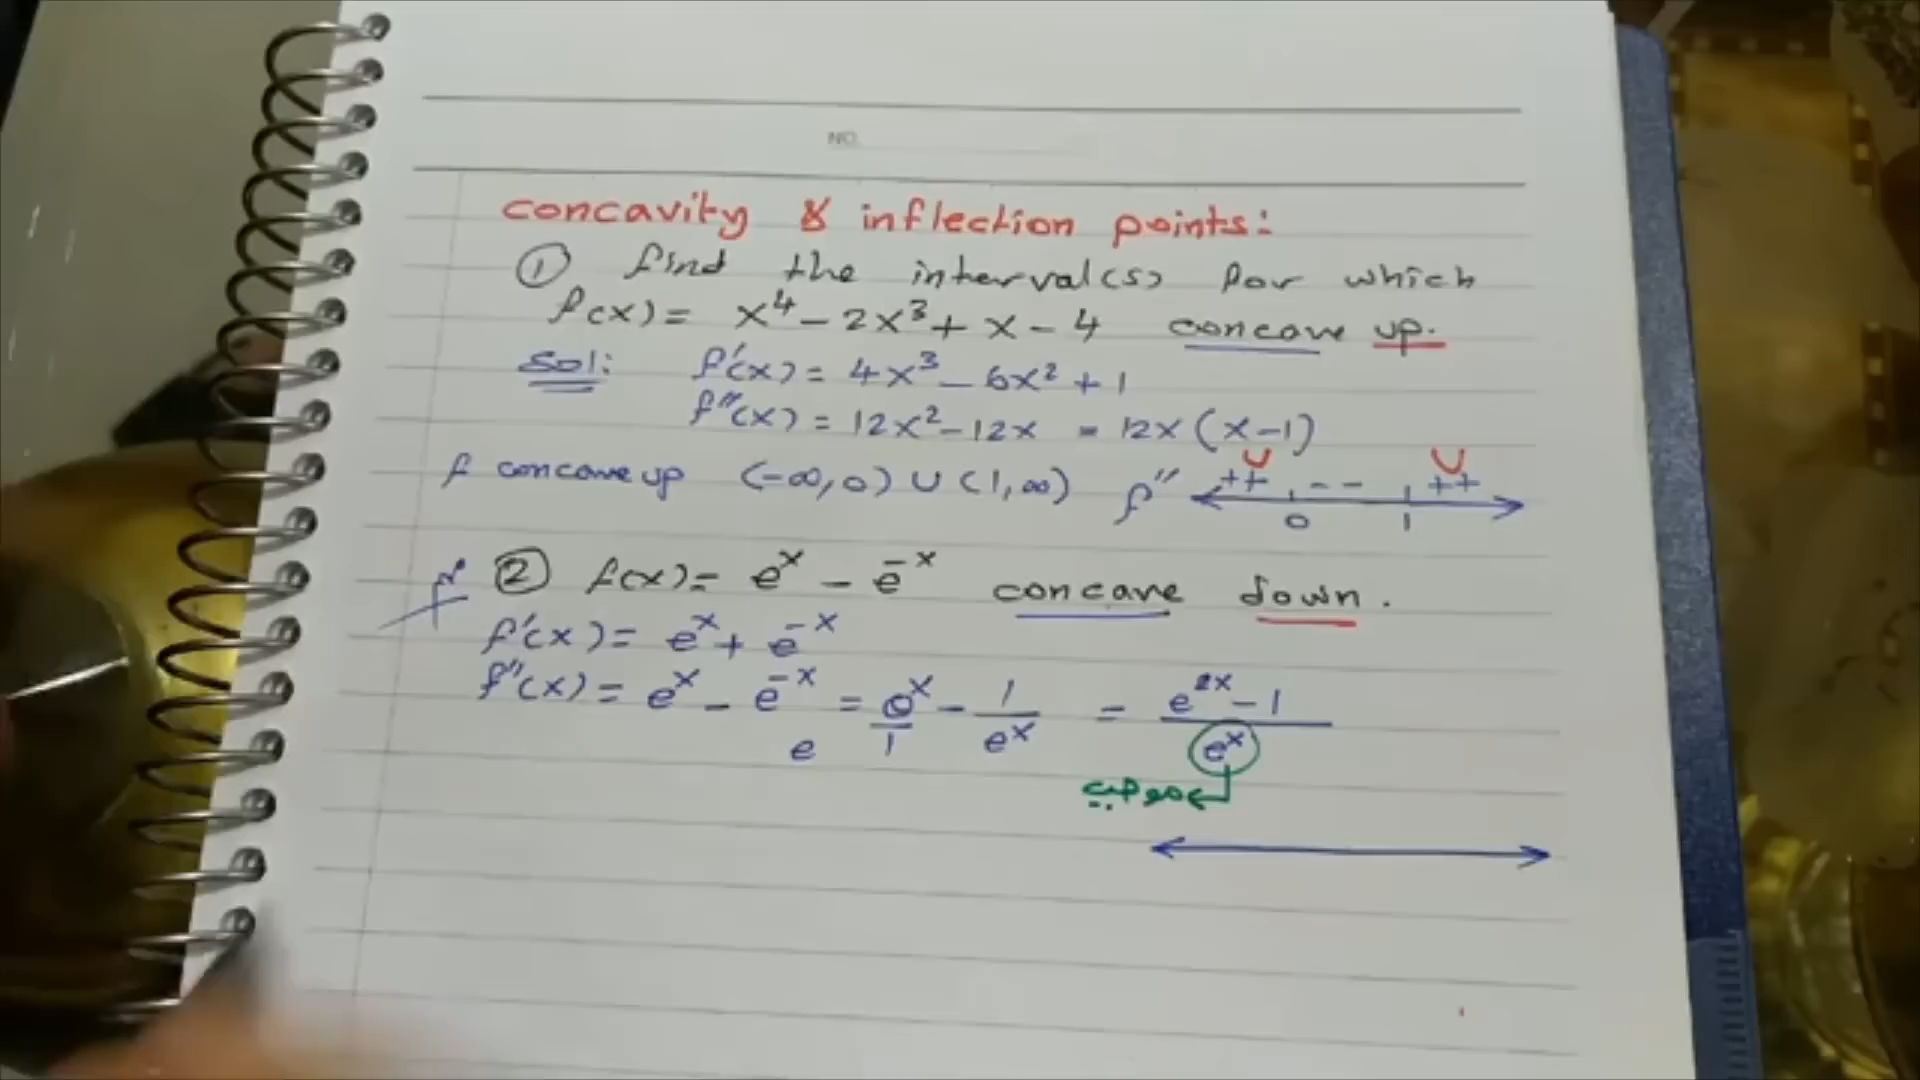 NO.
concavity & inflection points:
① find the interval(s) for which
f(x) = x⁴ - 2x³ + x - 4 concave up.
Sol: f'(x) = 4x³ - 6x² + 1
f''(x) = 12x² - 12x = 12x (x-1)
f concave up (-∞,0) ∪ (1,∞) f'' ++ - - ++
0 1
② f(x) = eˣ - e⁻ˣ concave down.
f'(x) = eˣ + e⁻ˣ
f''(x) = eˣ - e⁻ˣ = eˣ/1 - 1/eˣ = e²ˣ - 1 / eˣ
e
موجب